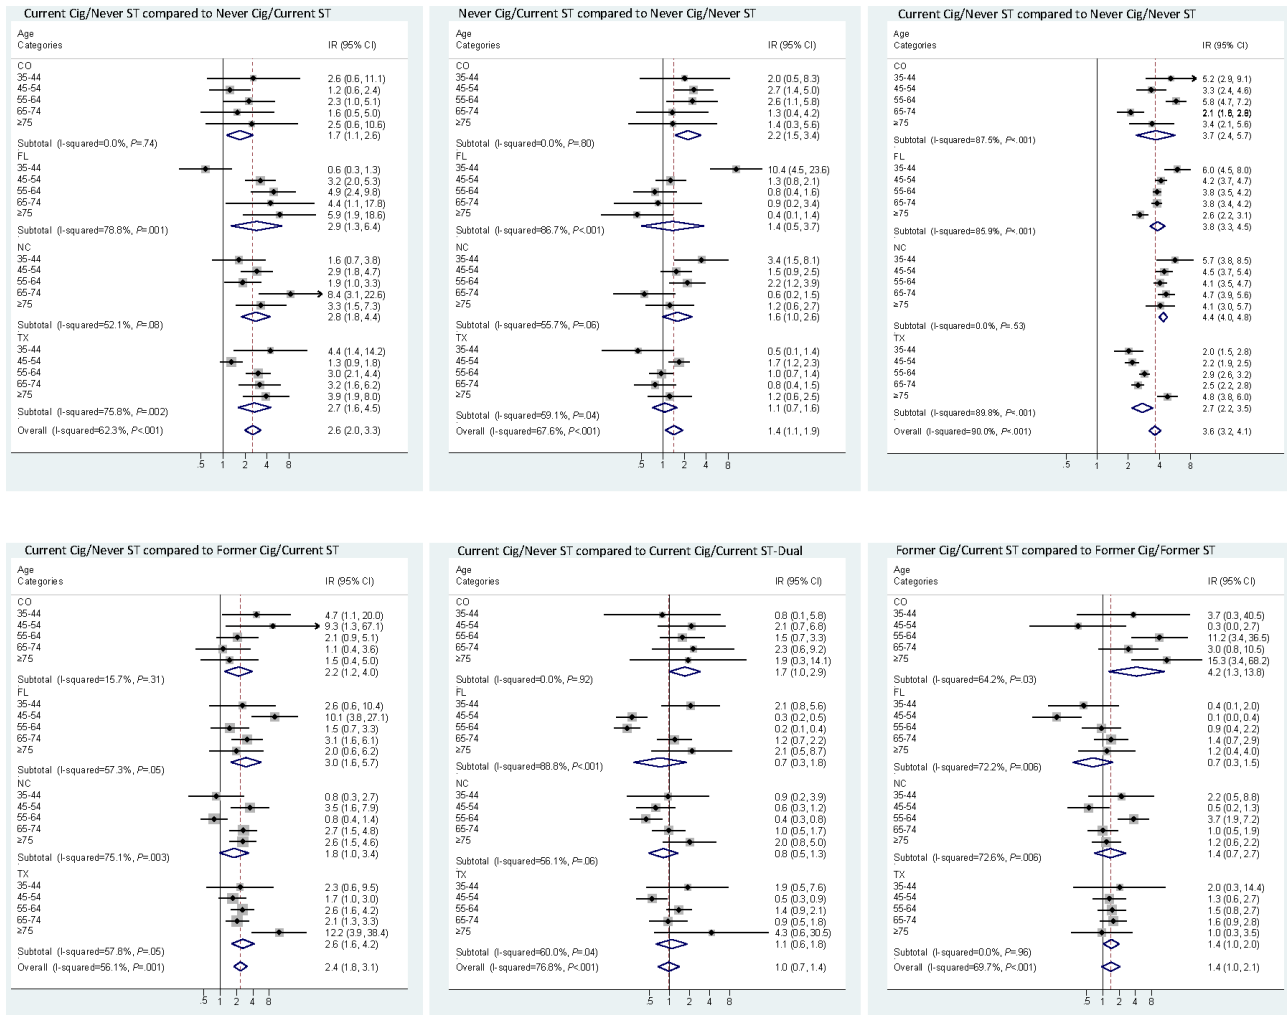 Current Cig/Never ST compared to Never Cig/Current ST
Age
Categories IR (95% CI)
CO
35-44 2.6 (0.6, 11.1)
45-54 1.2 (0.6, 2.4)
55-64 2.3 (1.0, 5.1)
65-74 1.6 (0.5, 5.0)
≥75 2.5 (0.6, 10.6)
1.7 (1.1, 2.6)
Subtotal (I-squared=0.0%, P=.74)
FL
35-44 0.6 (0.3, 1.3)
45-54 3.2 (2.0, 5.3)
55-64 4.9 (2.4, 9.8)
65-74 4.4 (1.1, 17.8)
≥75 5.9 (1.9, 18.6)
Subtotal (I-squared=78.8%, P=.001) 2.9 (1.3, 6.4)
NC
35-44 1.6 (0.7, 3.8)
45-54 2.9 (1.8, 4.7)
55-64 1.9 (1.0, 3.3)
65-74 8.4 (3.1, 22.6)
≥75 3.3 (1.5, 7.3)
2.8 (1.8, 4.4)
Subtotal (I-squared=52.1%, P=.08)
TX
35-44 4.4 (1.4, 14.2)
45-54 1.3 (0.9, 1.8)
55-64 3.0 (2.1, 4.4)
65-74 3.2 (1.6, 6.2)
≥75 3.9 (1.9, 8.0)
Subtotal (I-squared=75.8%, P=.002) 2.7 (1.6, 4.5)
Overall (I-squared=62.3%, P<.001) 2.6 (2.0, 3.3)
.5 1 2 4 8
Never Cig/Current ST compared to Never Cig/Never ST
Age
Categories IR (95% CI)
CO
35-44 2.0 (0.5, 8.3)
45-54 2.7 (1.4, 5.0)
55-64 2.6 (1.1, 5.8)
65-74 1.3 (0.4, 4.2)
≥75 1.4 (0.3, 5.6)
2.2 (1.5, 3.4)
Subtotal (I-squared=0.0%, P=.80)
FL
35-44 10.4 (4.5, 23.6)
45-54 1.3 (0.8, 2.1)
55-64 0.8 (0.4, 1.6)
65-74 0.9 (0.2, 3.4)
≥75 0.4 (0.1, 1.4)
Subtotal (I-squared=86.7%, P<.001) 1.4 (0.5, 3.7)
NC
35-44 3.4 (1.5, 8.1)
45-54 1.5 (0.9, 2.5)
55-64 2.2 (1.2, 3.9)
65-74 0.6 (0.2, 1.5)
≥75 1.2 (0.6, 2.7)
1.6 (1.0, 2.6)
Subtotal (I-squared=55.7%, P=.06)
TX
35-44 0.5 (0.1, 1.4)
45-54 1.7 (1.2, 2.3)
55-64 1.0 (0.7, 1.4)
65-74 0.8 (0.4, 1.5)
≥75 1.2 (0.6, 2.5)
1.1 (0.7, 1.6)
Subtotal (I-squared=59.1%, P=.04)
Overall (I-squared=67.6%, P<.001) 1.4 (1.1, 1.9)
.5 1 2 4 8
Current Cig/Never ST compared to Never Cig/Never ST
Age
Categories IR (95% CI)
CO
35-44 5.2 (2.9, 9.1)
45-54 3.3 (2.4, 4.6)
55-64 5.8 (4.7, 7.2)
65-74 2.1 (1.6, 2.8)
≥75 3.4 (2.1, 5.6)
3.7 (2.4, 5.7)
Subtotal (I-squared=87.5%, P<.001)
FL
35-44 6.0 (4.5, 8.0)
45-54 4.2 (3.7, 4.7)
55-64 3.8 (3.5, 4.2)
65-74 3.8 (3.4, 4.2)
≥75 2.6 (2.2, 3.1)
Subtotal (I-squared=85.9%, P<.001) 3.8 (3.3, 4.5)
NC
35-44 5.7 (3.8, 8.5)
45-54 4.5 (3.7, 5.4)
55-64 4.1 (3.5, 4.7)
65-74 4.7 (3.9, 5.6)
≥75 4.1 (3.0, 5.7)
4.4 (4.0, 4.8)
Subtotal (I-squared=0.0%, P=.53)
TX
35-44 2.0 (1.5, 2.8)
45-54 2.2 (1.9, 2.5)
55-64 2.9 (2.6, 3.2)
65-74 2.5 (2.2, 2.8)
≥75 4.8 (3.8, 6.0)
2.7 (2.2, 3.5)
Subtotal (I-squared=89.8%, P<.001)
Overall (I-squared=90.0%, P<.001) 3.6 (3.2, 4.1)
.5 1 2 4 8
Current Cig/Never ST compared to Former Cig/Current ST
Age
Categories IR (95% CI)
CO
35-44 4.7 (1.1, 20.0)
45-54 9.3 (1.3, 67.1)
55-64 2.1 (0.9, 5.1)
65-74 1.1 (0.4, 3.6)
≥75 1.5 (0.4, 5.0)
2.2 (1.2, 4.0)
Subtotal (I-squared=15.7%, P=.31)
FL
35-44 2.6 (0.6, 10.4)
45-54 10.1 (3.8, 27.1)
55-64 1.5 (0.7, 3.3)
65-74 3.1 (1.6, 6.1)
≥75 2.0 (0.6, 6.2)
3.0 (1.6, 5.7)
Subtotal (I-squared=57.3%, P=.05)
NC
35-44 0.8 (0.3, 2.7)
45-54 3.5 (1.6, 7.9)
55-64 0.8 (0.4, 1.4)
65-74 2.7 (1.5, 4.8)
≥75 2.6 (1.5, 4.6)
1.8 (1.0, 3.4)
Subtotal (I-squared=75.1%, P=.003)
TX
35-44 2.3 (0.6, 9.5)
45-54 1.7 (1.0, 3.0)
55-64 2.6 (1.6, 4.2)
65-74 2.1 (1.3, 3.3)
≥75 12.2 (3.9, 38.4)
2.6 (1.6, 4.2)
Subtotal (I-squared=57.8%, P=.05)
Overall (I-squared=56.1%, P=.001) 2.4 (1.8, 3.1)
.5 1 2 4 8
Current Cig/Never ST compared to Current Cig/Current ST-Dual
Age
Categories IR (95% CI)
CO
35-44 0.8 (0.1, 5.8)
45-54 2.1 (0.7, 6.8)
55-64 1.5 (0.7, 3.3)
65-74 2.3 (0.6, 9.2)
≥75 1.9 (0.3, 14.1)
1.7 (1.0, 2.9)
Subtotal (I-squared=0.0%, P=.92)
FL
35-44 2.1 (0.8, 5.6)
45-54 0.3 (0.2, 0.5)
55-64 0.2 (0.1, 0.4)
65-74 1.2 (0.7, 2.2)
≥75 2.1 (0.5, 8.7)
Subtotal (I-squared=88.8%, P<.001) 0.7 (0.3, 1.8)
NC
35-44 0.9 (0.2, 3.9)
45-54 0.6 (0.3, 1.2)
55-64 0.4 (0.3, 0.8)
65-74 1.0 (0.5, 1.7)
≥75 2.0 (0.8, 5.0)
0.8 (0.5, 1.3)
Subtotal (I-squared=56.1%, P=.06)
TX
35-44 1.9 (0.5, 7.6)
45-54 0.5 (0.3, 0.9)
55-64 1.4 (0.9, 2.1)
65-74 0.9 (0.5, 1.8)
≥75 4.3 (0.6, 30.5)
1.1 (0.6, 1.8)
Subtotal (I-squared=60.0%, P=.04)
Overall (I-squared=76.8%, P<.001) 1.0 (0.7, 1.4)
.5 1 2 4 8
Former Cig/Current ST compared to Former Cig/Former ST
Age
Categories IR (95% CI)
CO
35-44 3.7 (0.3, 40.5)
45-54 0.3 (0.0, 2.7)
55-64 11.2 (3.4, 36.5)
65-74 3.0 (0.8, 10.5)
≥75 15.3 (3.4, 68.2)
4.2 (1.3, 13.8)
Subtotal (I-squared=64.2%, P=.03)
FL
35-44 0.4 (0.1, 2.0)
45-54 0.1 (0.0, 0.4)
55-64 0.9 (0.4, 2.2)
65-74 1.4 (0.7, 2.9)
≥75 1.2 (0.4, 4.0)
Subtotal (I-squared=72.2%, P=.006) 0.7 (0.3, 1.5)
NC
35-44 2.2 (0.5, 8.8)
45-54 0.5 (0.2, 1.3)
55-64 3.7 (1.9, 7.2)
65-74 1.0 (0.5, 1.9)
≥75 1.2 (0.6, 2.2)
Subtotal (I-squared=72.6%, P=.006) 1.4 (0.7, 2.7)
TX
35-44 2.0 (0.3, 14.4)
45-54 1.3 (0.6, 2.7)
55-64 1.5 (0.8, 2.7)
65-74 1.6 (0.9, 2.8)
≥75 1.0 (0.3, 3.5)
1.4 (1.0, 2.0)
Subtotal (I-squared=0.0%, P=.96)
Overall (I-squared=69.7%, P<.001) 1.4 (1.0, 2.1)
.5 1 2 4 8